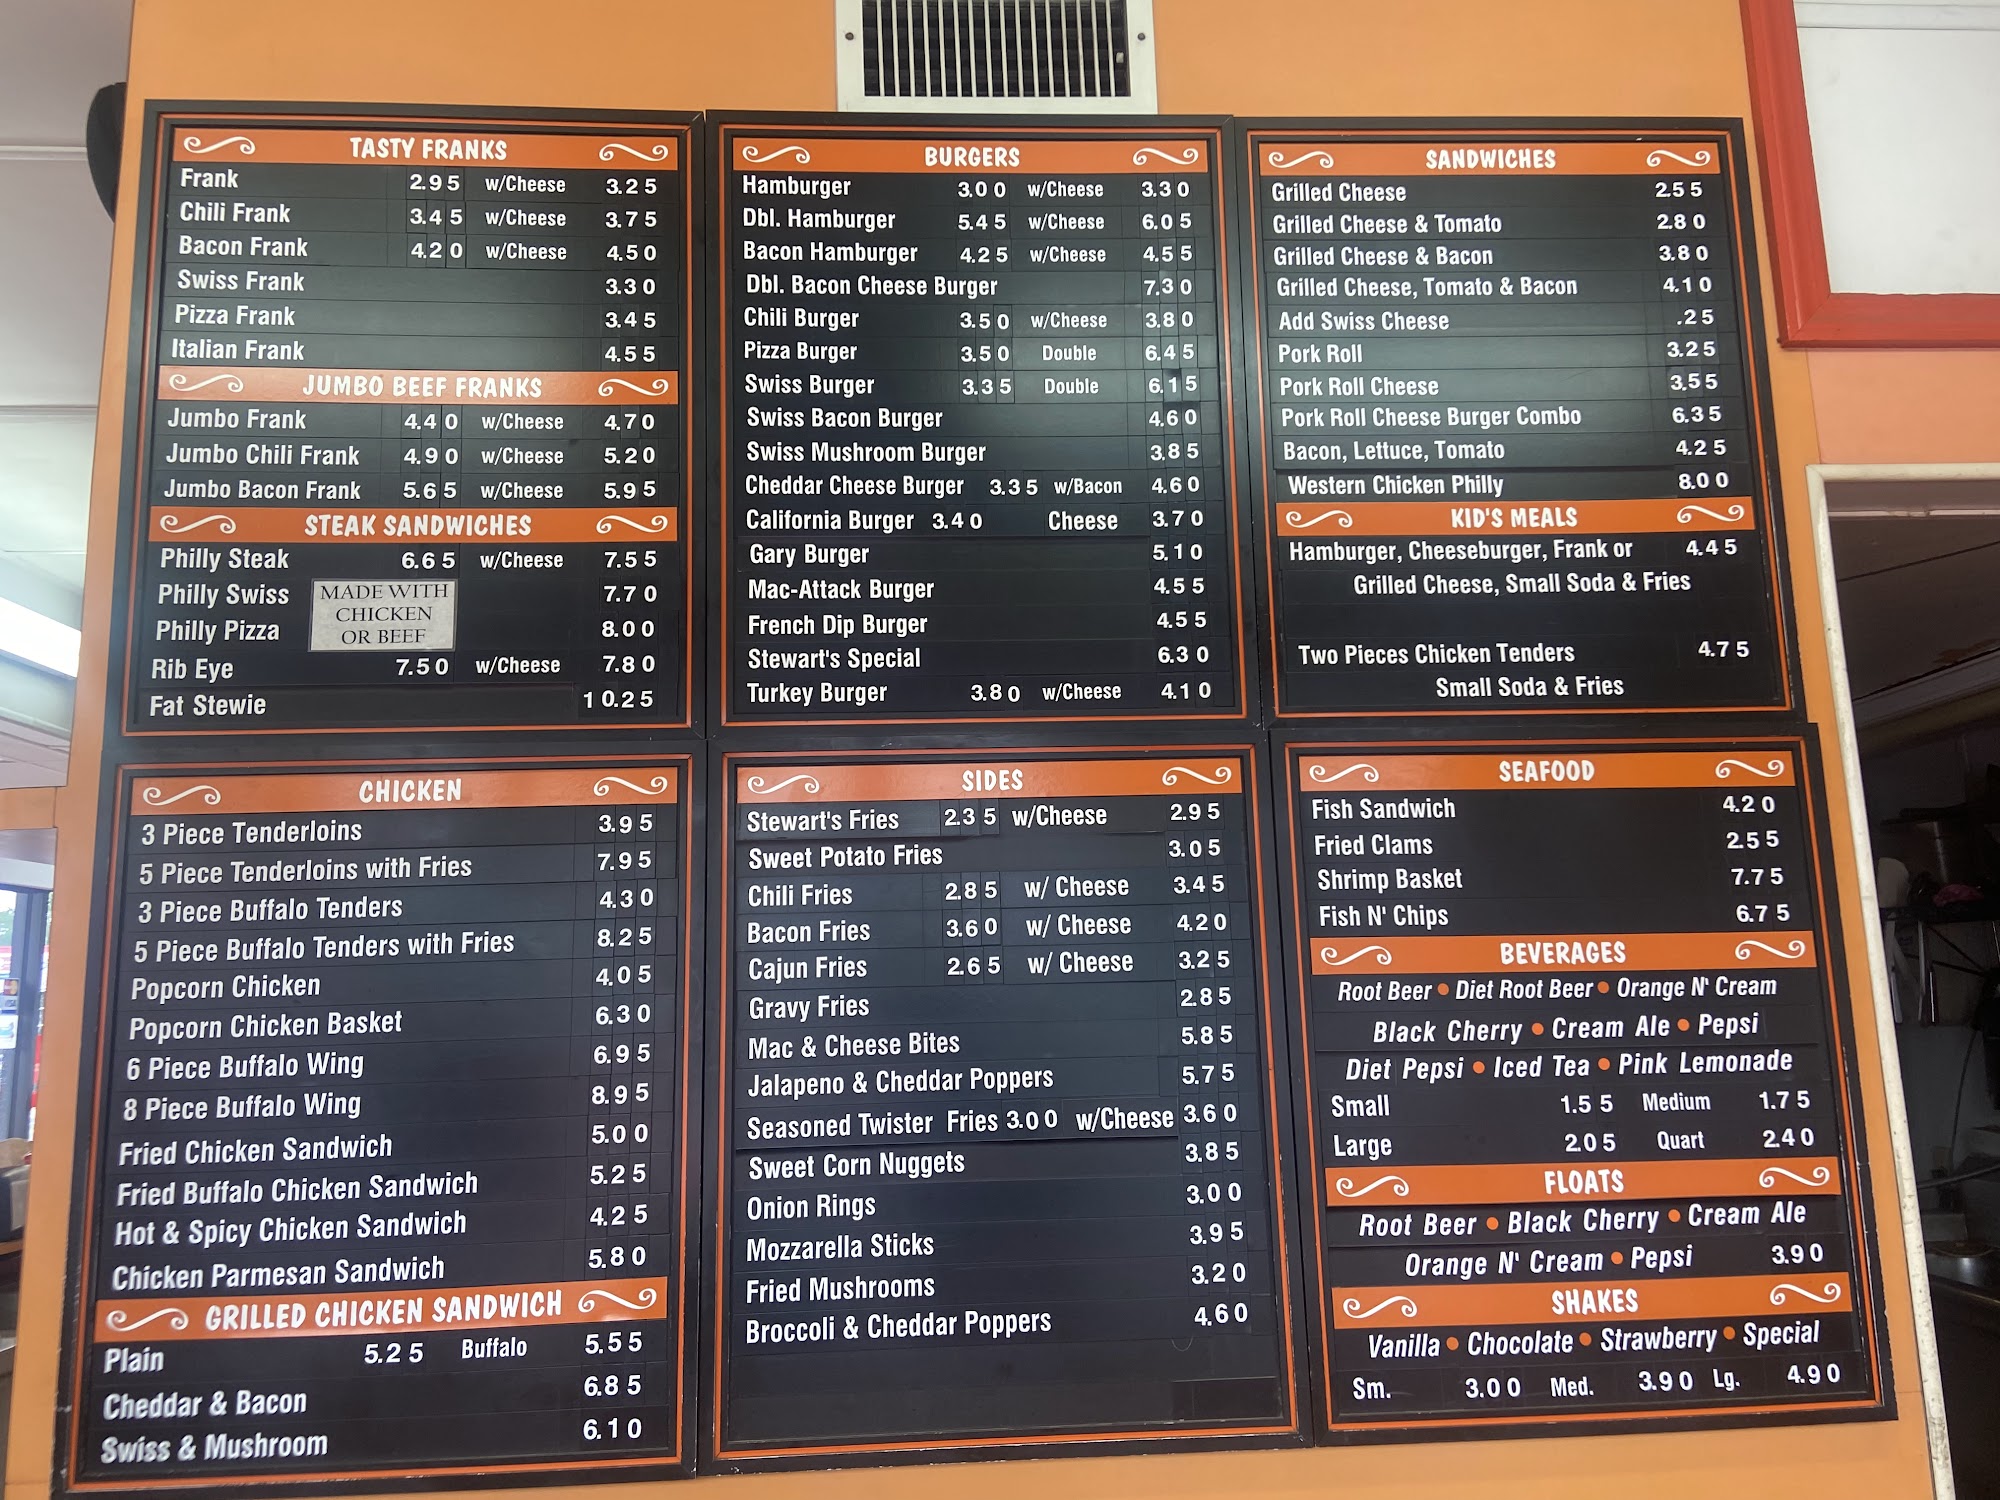 TASTY FRANKS
Frank 2.95 w/Cheese 3.25
Chili Frank 3.45 w/Cheese 3.75
Bacon Frank 4.20 w/Cheese 4.50
Swiss Frank 3.30
Pizza Frank 3.45
Italian Frank 4.55
JUMBO BEEF FRANKS
Jumbo Frank 4.40 w/Cheese 4.70
Jumbo Chili Frank 4.90 w/Cheese 5.20
Jumbo Bacon Frank 5.65 w/Cheese 5.95
STEAK SANDWICHES
Philly Steak 6.65 w/Cheese 7.55
Philly Swiss 7.70
Philly Pizza 8.00
MADE WITH
CHICKEN
OR BEEF
Rib Eye 7.50 w/Cheese 7.80
Fat Stewie 10.25
BURGERS
Hamburger 3.00 w/Cheese 3.30
Dbl. Hamburger 5.45 w/Cheese 6.05
Bacon Hamburger 4.25 w/Cheese 4.55
Dbl. Bacon Cheese Burger 7.30
Chili Burger 3.50 w/Cheese 3.80
Pizza Burger 3.50 Double 6.45
Swiss Burger 3.35 Double 6.15
Swiss Bacon Burger 4.60
Swiss Mushroom Burger 3.85
Cheddar Cheese Burger 3.35 w/Bacon 4.60
California Burger 3.40 Cheese 3.70
Gary Burger 5.10
Mac-Attack Burger 4.55
French Dip Burger 4.55
Stewart's Special 6.30
Turkey Burger 3.80 w/Cheese 4.10
SANDWICHES
Grilled Cheese 2.55
Grilled Cheese & Tomato 2.80
Grilled Cheese & Bacon 3.80
Grilled Cheese, Tomato & Bacon 4.10
Add Swiss Cheese .25
Pork Roll 3.25
Pork Roll Cheese 3.55
Pork Roll Cheese Burger Combo 6.35
Bacon, Lettuce, Tomato 4.25
Western Chicken Philly 8.00
KID'S MEALS
Hamburger, Cheeseburger, Frank or 4.45
Grilled Cheese, Small Soda & Fries
Two Pieces Chicken Tenders 4.75
Small Soda & Fries
CHICKEN
3 Piece Tenderloins 3.95
5 Piece Tenderloins with Fries 7.95
3 Piece Buffalo Tenders 4.30
5 Piece Buffalo Tenders with Fries 8.25
Popcorn Chicken 4.05
Popcorn Chicken Basket 6.30
6 Piece Buffalo Wing 6.95
8 Piece Buffalo Wing 8.95
Fried Chicken Sandwich 5.00
Fried Buffalo Chicken Sandwich 5.25
Hot & Spicy Chicken Sandwich 4.25
Chicken Parmesan Sandwich 5.80
GRILLED CHICKEN SANDWICH
Plain 5.25 Buffalo 5.55
Cheddar & Bacon 6.85
Swiss & Mushroom 6.10
SIDES
Stewart's Fries 2.35 w/Cheese 2.95
Sweet Potato Fries 3.05
Chili Fries 2.85 w/ Cheese 3.45
Bacon Fries 3.60 w/ Cheese 4.20
Cajun Fries 2.65 w/ Cheese 3.25
Gravy Fries 2.85
Mac & Cheese Bites 5.85
Jalapeno & Cheddar Poppers 5.75
Seasoned Twister Fries 3.00 w/Cheese 3.60
Sweet Corn Nuggets 3.85
Onion Rings 3.00
Mozzarella Sticks 3.95
Fried Mushrooms 3.20
Broccoli & Cheddar Poppers 4.60
SEAFOOD
Fish Sandwich 4.20
Fried Clams 2.55
Shrimp Basket 7.75
Fish N' Chips 6.75
BEVERAGES
Root Beer • Diet Root Beer • Orange N' Cream
Black Cherry • Cream Ale • Pepsi
Diet Pepsi • Iced Tea • Pink Lemonade
Small 1.55 Medium 1.75
Large 2.05 Quart 2.40
FLOATS
Root Beer • Black Cherry • Cream Ale
Orange N' Cream • Pepsi 3.90
SHAKES
Vanilla • Chocolate • Strawberry • Special
Sm. 3.00 Med. 3.90 Lg. 4.90